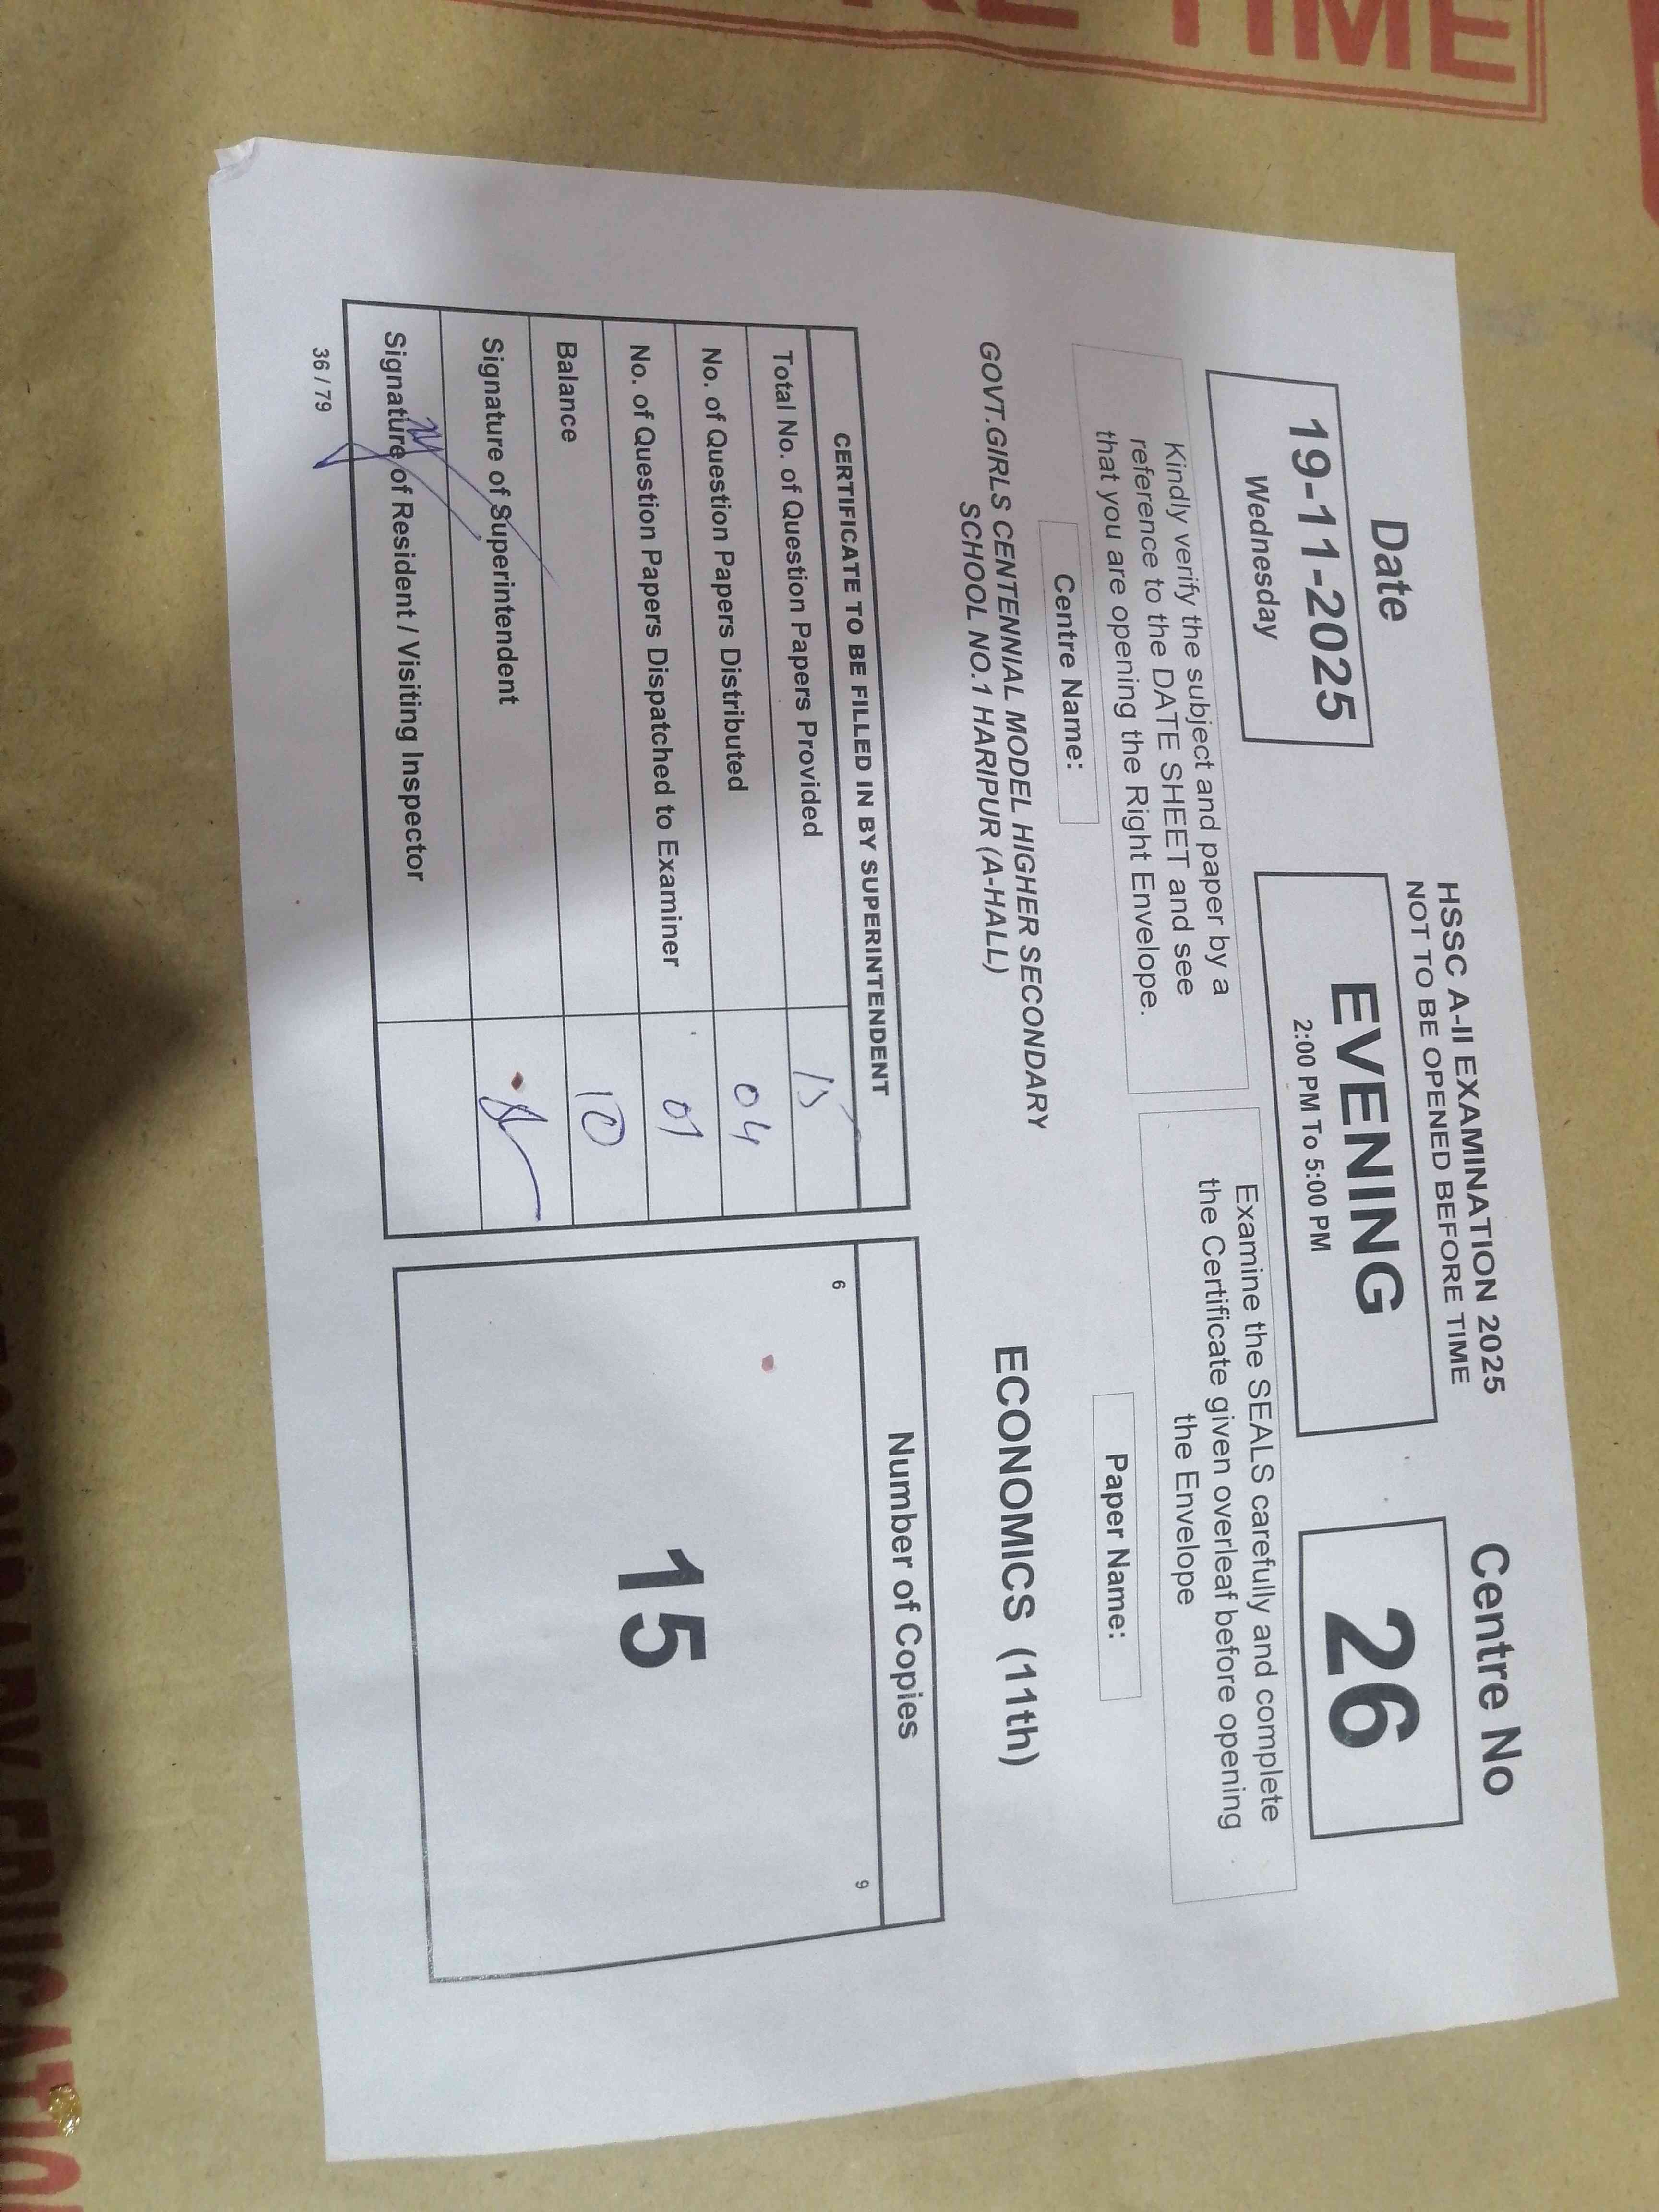 RE TIME
Date
19-11-2025
Wednesday
HSSC A-II EXAMINATION 2025
NOT TO BE OPENED BEFORE TIME
EVENING
2:00 PM To 5:00 PM
Centre No
26
Kindly verify the subject and paper by a
reference to the DATE SHEET and see
that you are opening the Right Envelope.
Examine the SEALS carefully and complete
the Certificate given overleaf before opening
the Envelope
Centre Name:
Paper Name:
GOVT.GIRLS CENTENNIAL MODEL HIGHER SECONDARY
SCHOOL NO.1 HARIPUR (A-HALL)
ECONOMICS (11th)
CERTIFICATE TO BE FILLED IN BY SUPERINTENDENT
Total No. of Question Papers Provided 15
No. of Question Papers Distributed 04
No. of Question Papers Dispatched to Examiner 01
Balance 10
Signature of Superintendent
Signature of Resident / Visiting Inspector
Number of Copies
6 9
15
36 / 79